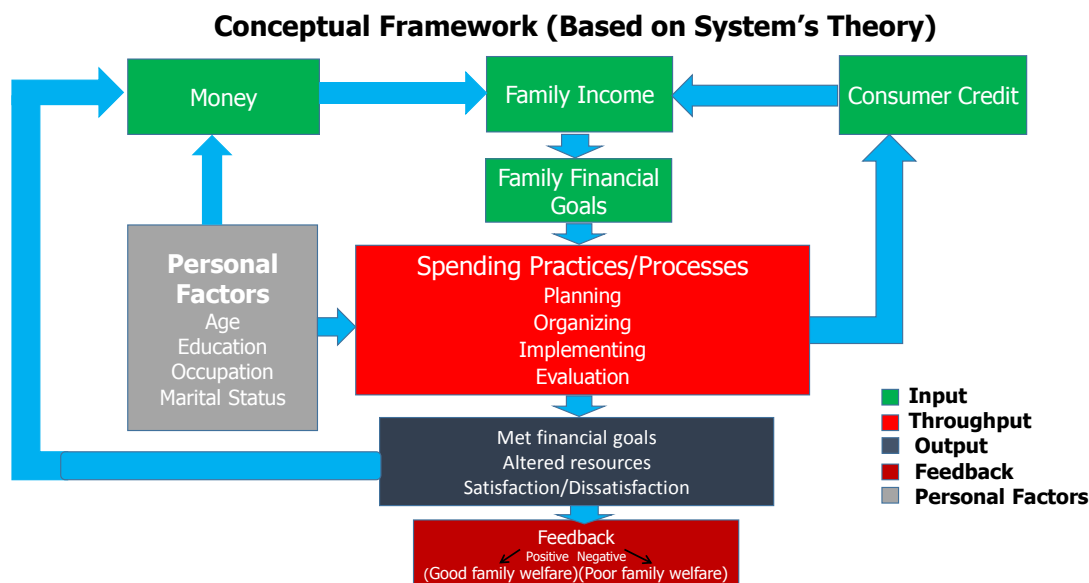 Conceptual Framework (Based on System's Theory)
Money
Family Income
Consumer Credit
Family Financial
Goals
Personal
Factors
Age
Education
Occupation
Marital Status
Spending Practices/Processes
Planning
Organizing
Implementing
Evaluation
Met financial goals
Altered resources
Satisfaction/Dissatisfaction
Feedback
Positive Negative
(Good family welfare)(Poor family welfare)
Input
Throughput
Output
Feedback
Personal Factors